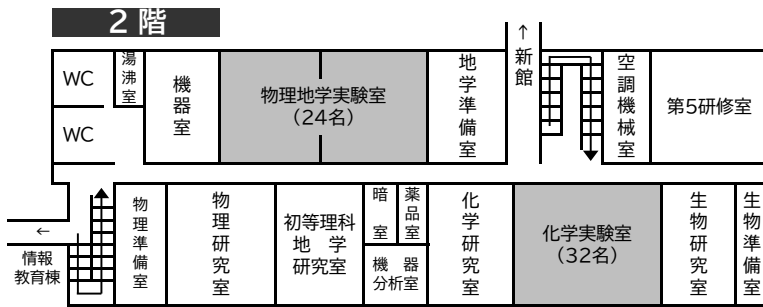 2階
↑新館
WC
湯沸室
機器室
物理地学実験室
（24名）
地学準備室
空調機械室
第5研修室
WC
←
情報
教育棟
物理準備室
物理研究室
初等理科
地 学
研究室
暗 室
薬品室
機 器
分析室
化学研究室
化学実験室
（32名）
生物研究室
生物準備室